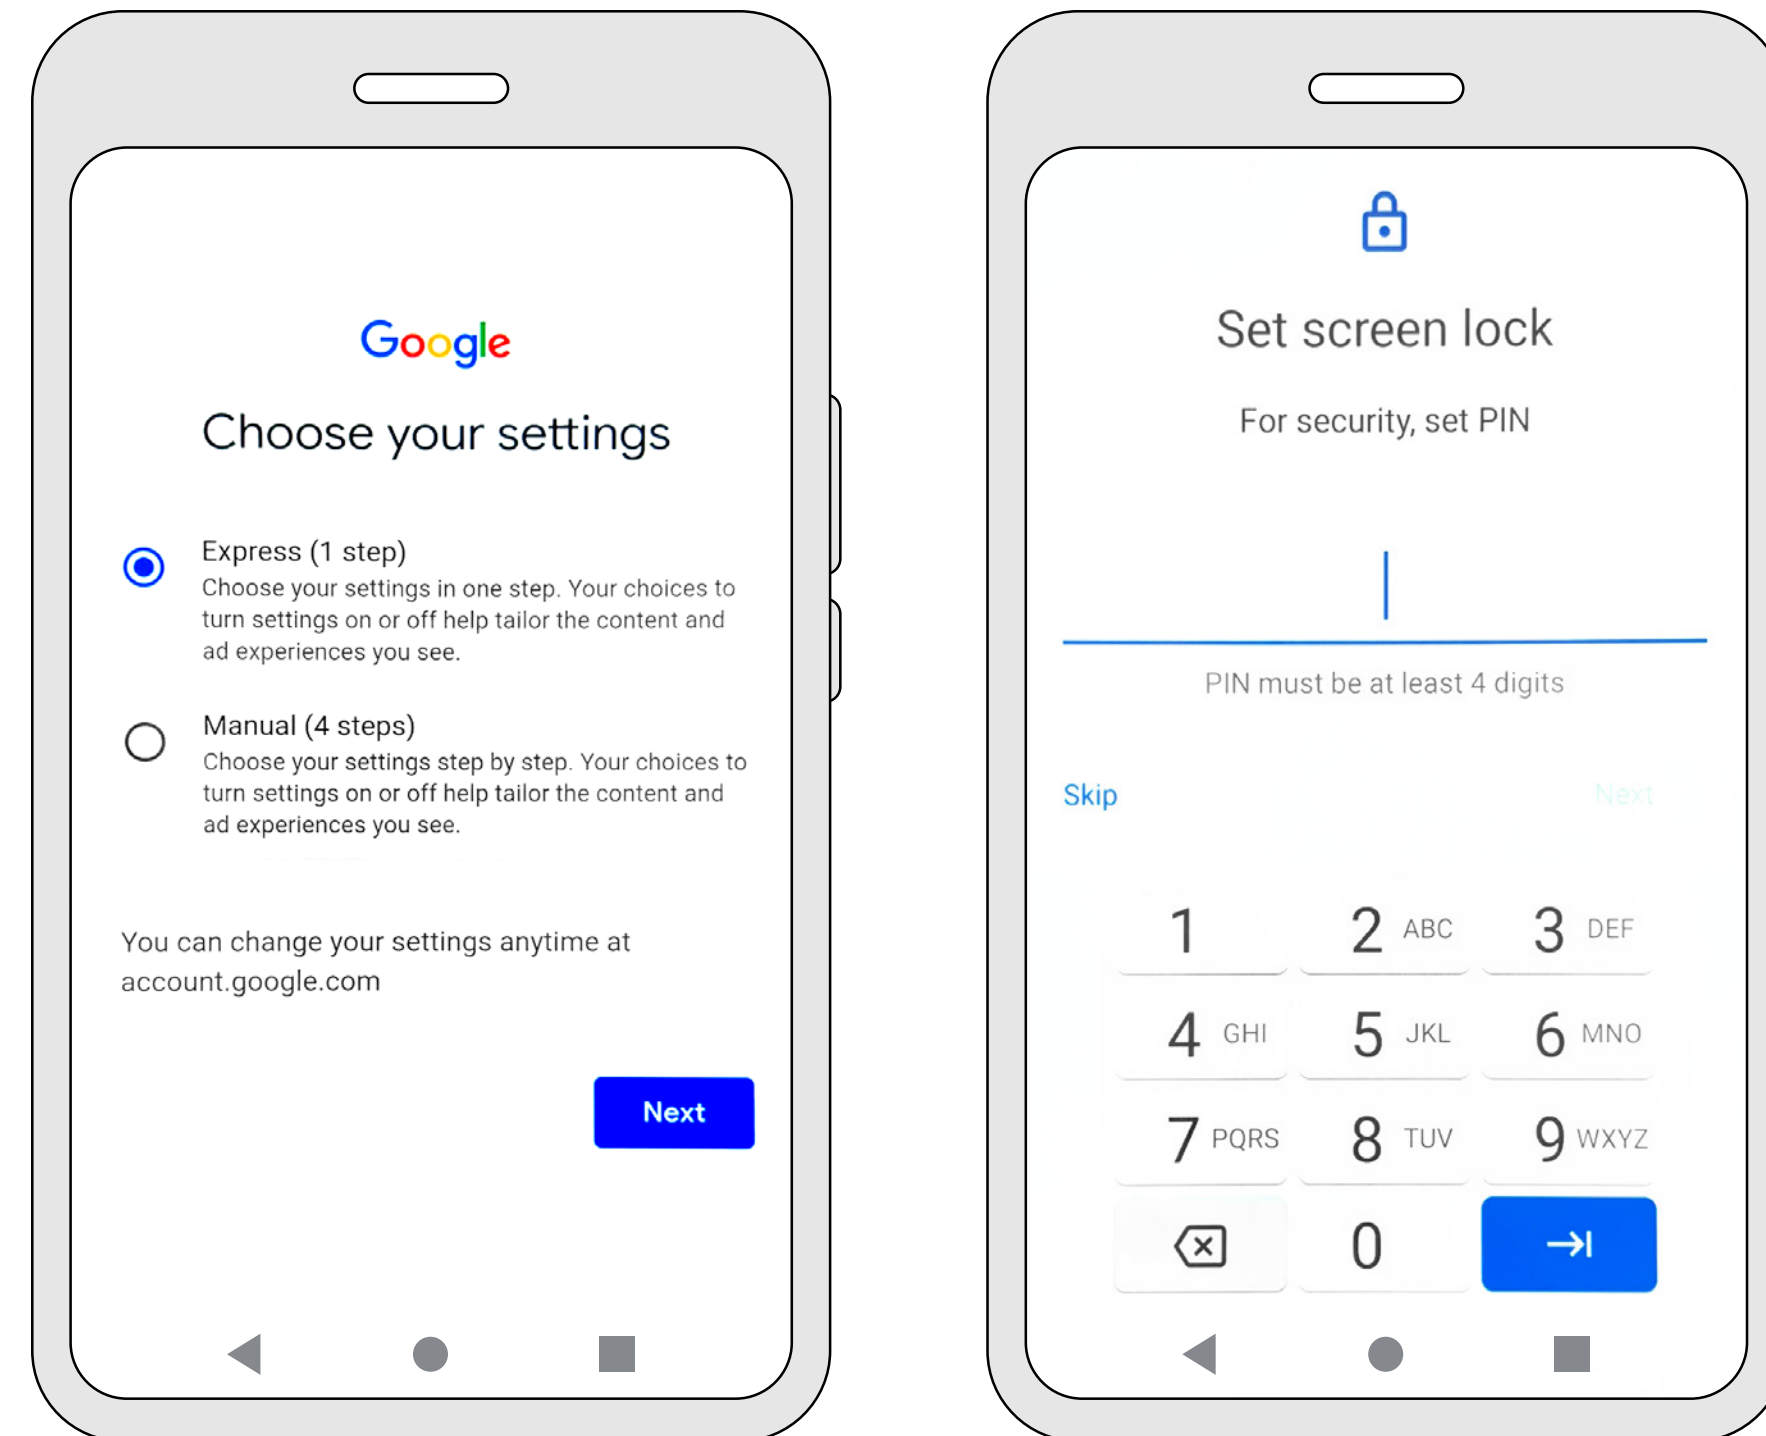 Google
Choose your settings
Express (1 step)
Choose your settings in one step. Your choices to
turn settings on or off help tailor the content and
ad experiences you see.
Manual (4 steps)
Choose your settings step by step. Your choices to
turn settings on or off help tailor the content and
ad experiences you see.
You can change your settings anytime at
account.google.com
Next
Set screen lock
For security, set PIN
PIN must be at least 4 digits
Skip Next
1 2 ABC 3 DEF
4 GHI 5 JKL 6 MNO
7 PQRS 8 TUV 9 WXYZ
0